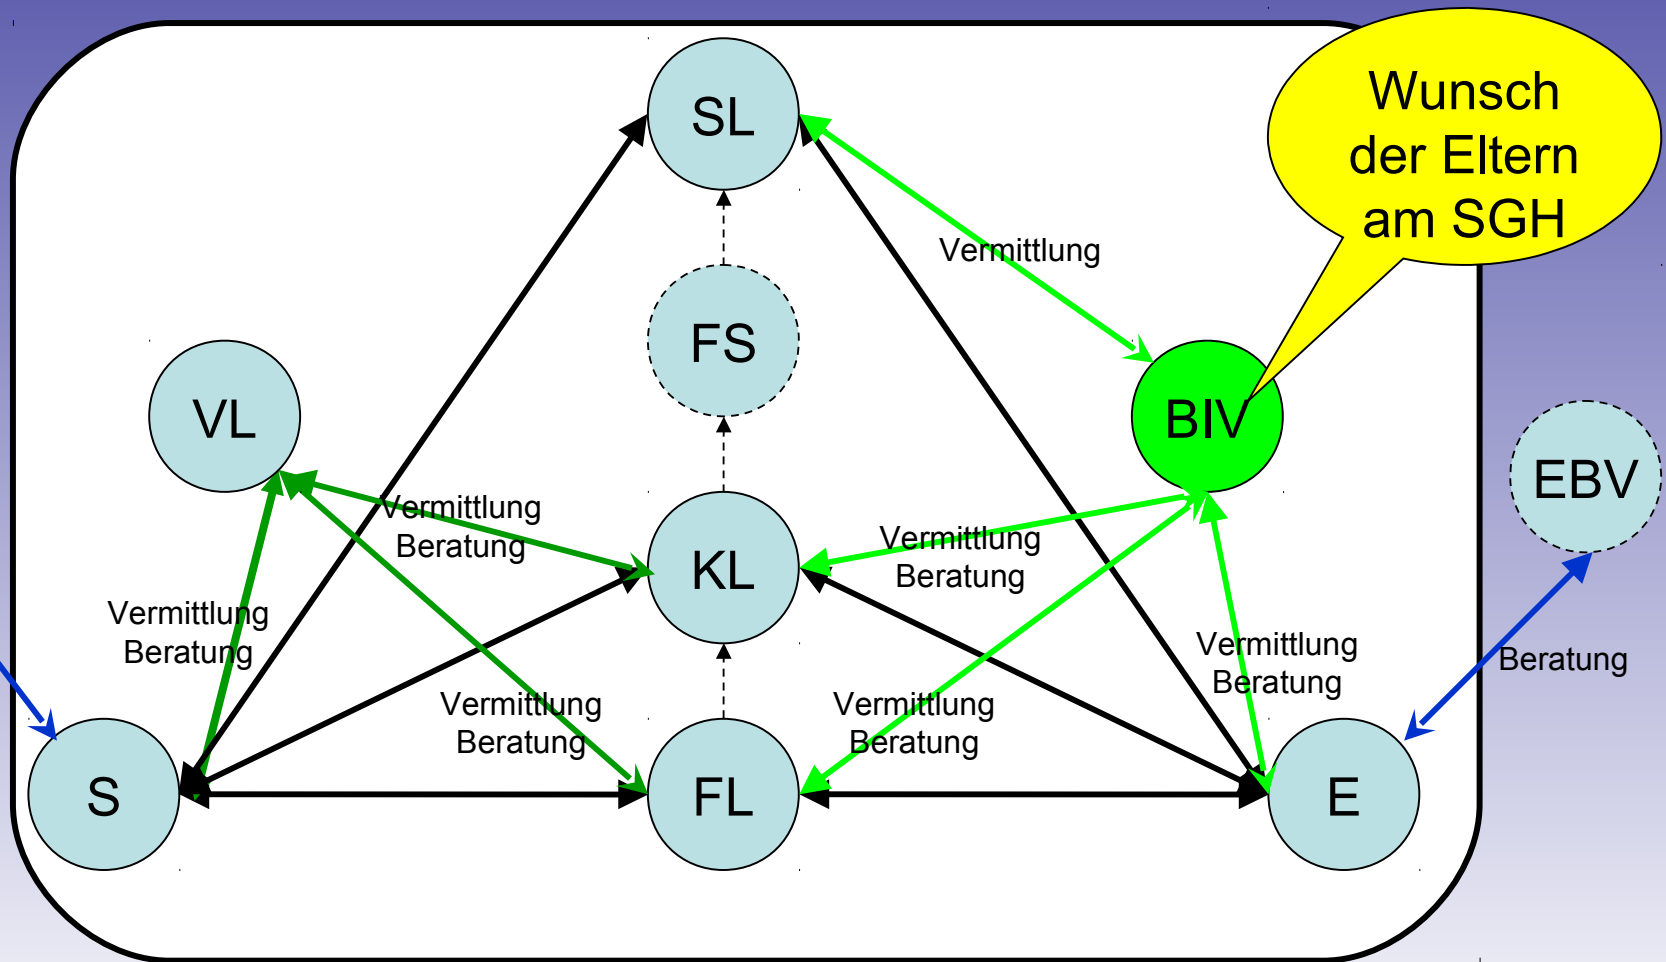 SL
Wunsch
der Eltern
am SGH
Vermittlung
FS
VL
BIV
EBV
Vermittlung
Beratung
KL
Vermittlung
Beratung
Vermittlung
Beratung
Vermittlung
Beratung
Beratung
Vermittlung
Beratung
Vermittlung
Beratung
S
FL
E